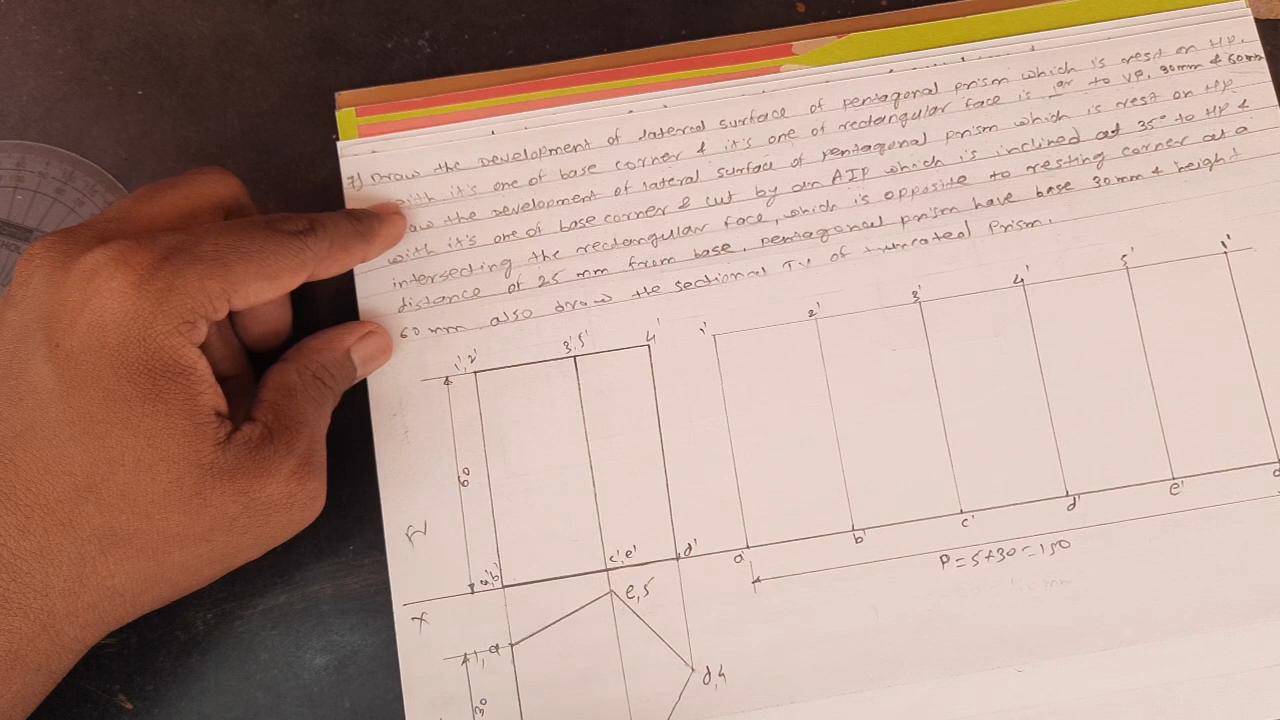 7) Draw the Development of lateral surface of pentagonal prism which is rest on HP.
with it's one of base corner & it's one of rectangular face is lar to VP, 30mm & 60mm
aw the Development of lateral surface of pentagonal prism which is rest on HP
with it's one of base corner & cut by an AIP which is inclined at 35° to HP &
intersecting the rectangular face, which is opposite to resting corner at a
distance of 25 mm from base, pentagonal prism have base 30mm & height
60 mm also draw the sectional TV of truncated Prism.
1',2' 3',5' 4' 1' 2' 3' 4' 5' 1'
60
a',b' c',e' d' a' b' c' d' e'
X
P=5+30=150
1,a e,5 d,4
30